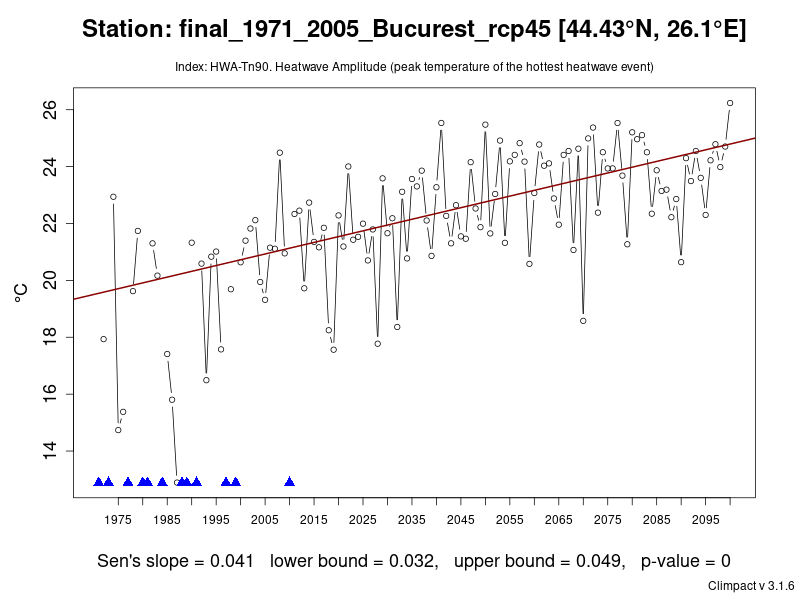 Station: final_1971_2005_Bucurest_rcp45 [44.43°N, 26.1°E]
Index: HWA-Tn90. Heatwave Amplitude (peak temperature of the hottest heatwave event)
°C
26
24
22
20
18
16
14
1975 1985 1995 2005 2015 2025 2035 2045 2055 2065 2075 2085 2095
Sen's slope = 0.041 lower bound = 0.032, upper bound = 0.049, p-value = 0
Climpact v 3.1.6